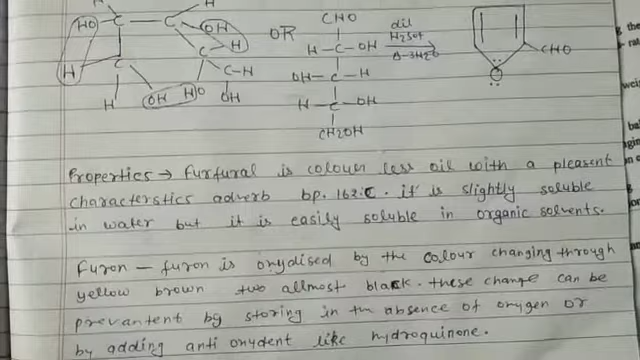 H
HO C — C OH
OR
CHO
H — C — OH
dil
H2SO4
Δ -3H2O
CHO
C H
H C
C — H
OH — C — H
H OH HO OH
H — C — OH
CH2OH
O
Properties → Furfural is colour less oil with a pleasent
characterstics adverb bp. 162°C. it is slightly soluble
in water but it is easily soluble in organic solvents.
Furon — furon is oxydised by the colour changing through
yellow brown two allmost black. these change can be
prevantent by storing in the absence of oxygen or
by adding anti oxydent like hydroquinone.